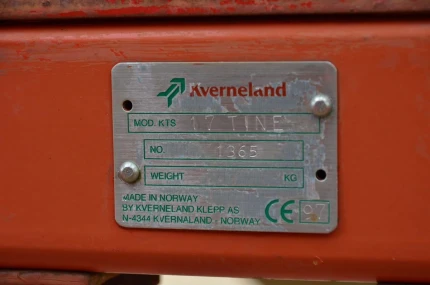 Kverneland
MOD. KTS 17 TINE
NO. 1365
WEIGHT KG
MADE IN NORWAY
BY KVERNELAND KLEPP AS
N-4344 KVERNALAND - NORWAY
CE 97